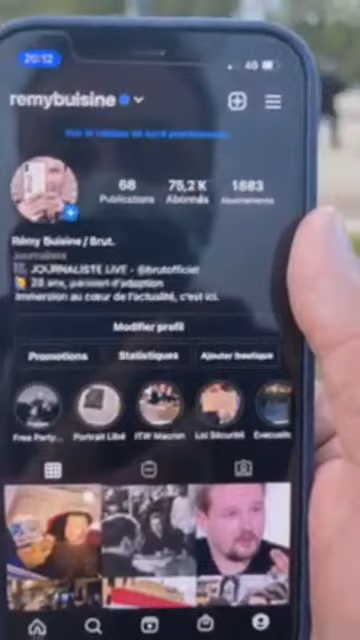 20:12
remybuisine
68 75,2 K 1883
Publications Abonnés Abonnements
Rémy Buisine / Brut.
Journaliste
JOURNALISTE LIVE - @brutofficiel
28 ans, parisien d'adoption
Immersion au cœur de l'actualité, c'est ici.
Modifier profil
Promotions Statistiques Ajouter boutique
Free Party... Portrait Libé ITW Macron Loi Sécurité